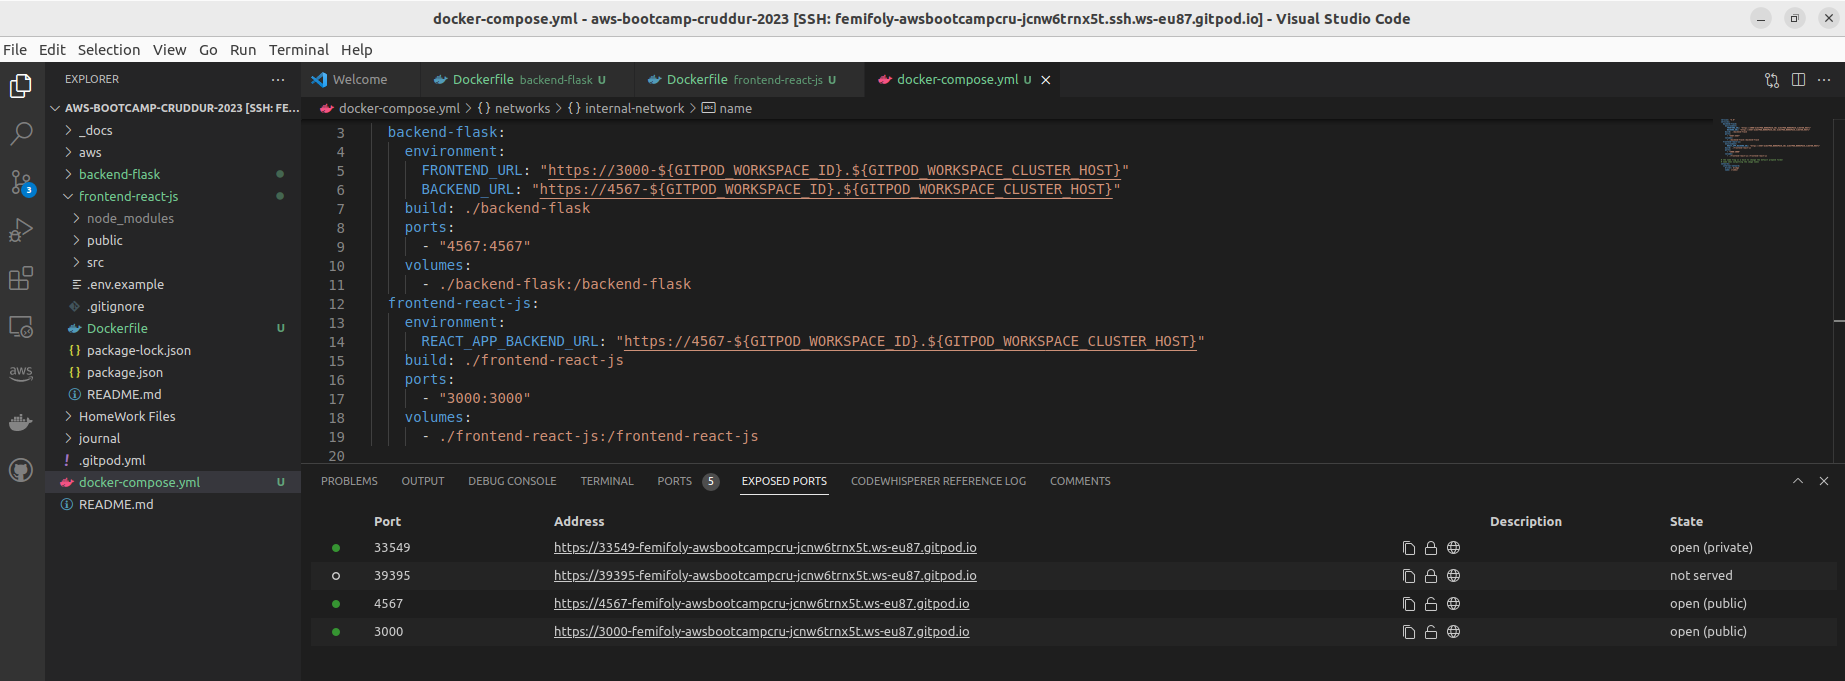 docker-compose.yml - aws-bootcamp-cruddur-2023 [SSH: femifoly-awsbootcampcru-jcnw6trnx5t.ssh.ws-eu87.gitpod.io] - Visual Studio Code
File Edit Selection View Go Run Terminal Help
EXPLORER
AWS-BOOTCAMP-CRUDDUR-2023 [SSH: FE...
_docs
aws
backend-flask
frontend-react-js
node_modules
public
src
.env.example
.gitignore
Dockerfile U
package-lock.json
package.json
README.md
HomeWork Files
journal
.gitpod.yml
docker-compose.yml U
README.md
3
aws
Welcome
Dockerfile backend-flask U
Dockerfile frontend-react-js U
docker-compose.yml U
docker-compose.yml > {} networks > {} internal-network > abc name
3 backend-flask:
4 environment:
5 FRONTEND_URL: "https://3000-${GITPOD_WORKSPACE_ID}.${GITPOD_WORKSPACE_CLUSTER_HOST}"
6 BACKEND_URL: "https://4567-${GITPOD_WORKSPACE_ID}.${GITPOD_WORKSPACE_CLUSTER_HOST}"
7 build: ./backend-flask
8 ports:
9 - "4567:4567"
10 volumes:
11 - ./backend-flask:/backend-flask
12 frontend-react-js:
13 environment:
14 REACT_APP_BACKEND_URL: "https://4567-${GITPOD_WORKSPACE_ID}.${GITPOD_WORKSPACE_CLUSTER_HOST}"
15 build: ./frontend-react-js
16 ports:
17 - "3000:3000"
18 volumes:
19 - ./frontend-react-js:/frontend-react-js
20
PROBLEMS OUTPUT DEBUG CONSOLE TERMINAL PORTS 5 EXPOSED PORTS CODEWHISPERER REFERENCE LOG COMMENTS
Port Address Description State
33549 https://33549-femifoly-awsbootcampcru-jcnw6trnx5t.ws-eu87.gitpod.io open (private)
39395 https://39395-femifoly-awsbootcampcru-jcnw6trnx5t.ws-eu87.gitpod.io not served
4567 https://4567-femifoly-awsbootcampcru-jcnw6trnx5t.ws-eu87.gitpod.io open (public)
3000 https://3000-femifoly-awsbootcampcru-jcnw6trnx5t.ws-eu87.gitpod.io open (public)